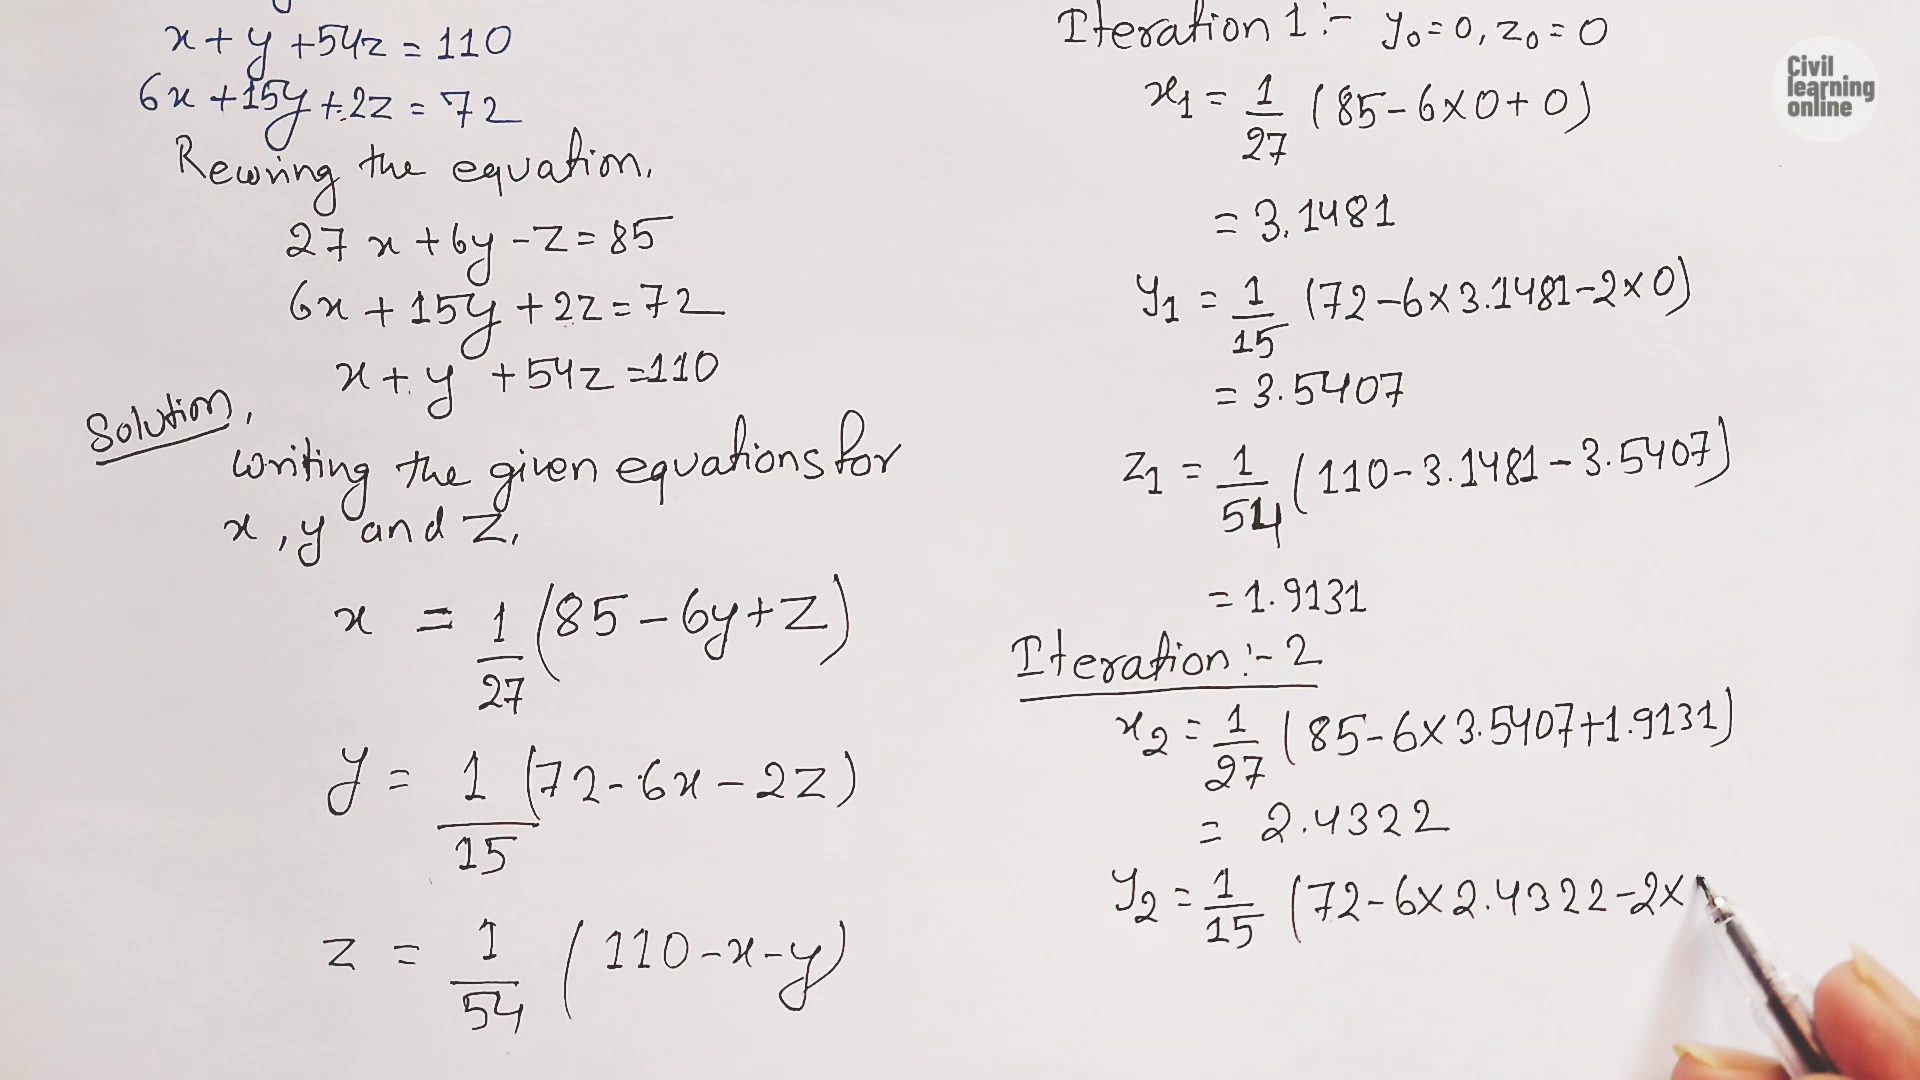 x + y + 54z = 110
6x + 15y + 2z = 72
Rewring the equation,
27x + 6y - z = 85
6x + 15y + 2z = 72
x + y + 54z = 110
Solution,
writing the given equations for
x, y and z,
x = 1/27 (85 - 6y + z)
y = 1/15 (72 - 6x - 2z)
z = 1/54 (110 - x - y)
Iteration 1 :- y₀ = 0, z₀ = 0
x₁ = 1/27 (85 - 6×0 + 0)
= 3.1481
y₁ = 1/15 (72 - 6×3.1481 - 2×0)
= 3.5407
z₁ = 1/54 (110 - 3.1481 - 3.5407)
= 1.9131
Iteration :- 2
x₂ = 1/27 (85 - 6×3.5407 + 1.9131)
= 2.4322
y₂ = 1/15 (72 - 6×2.4322 - 2×
Civil
learning
online